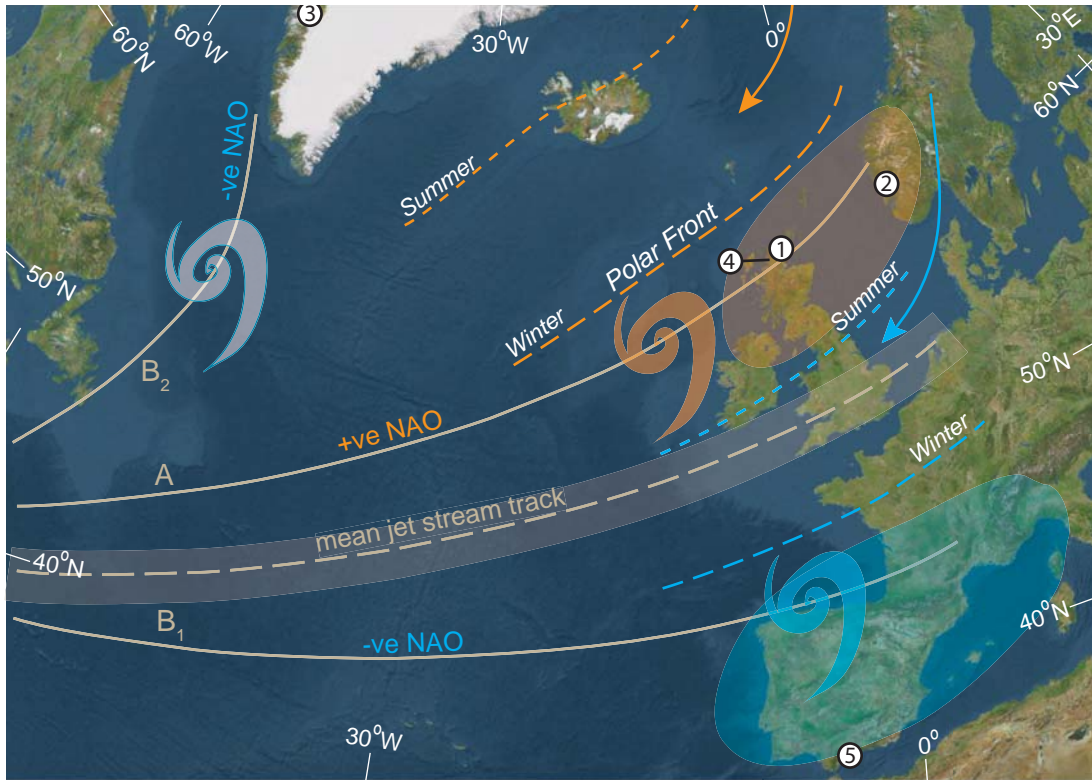 3
60°N
60°W
30°W
0°
30°E
60°N
-ve NAO
Summer
2
Polar Front
1
4
Summer
50°N
Winter
50°N
B2
+ve NAO
A
Winter
mean jet stream track
40°N
B1
-ve NAO
40°N
30°W
5
0°